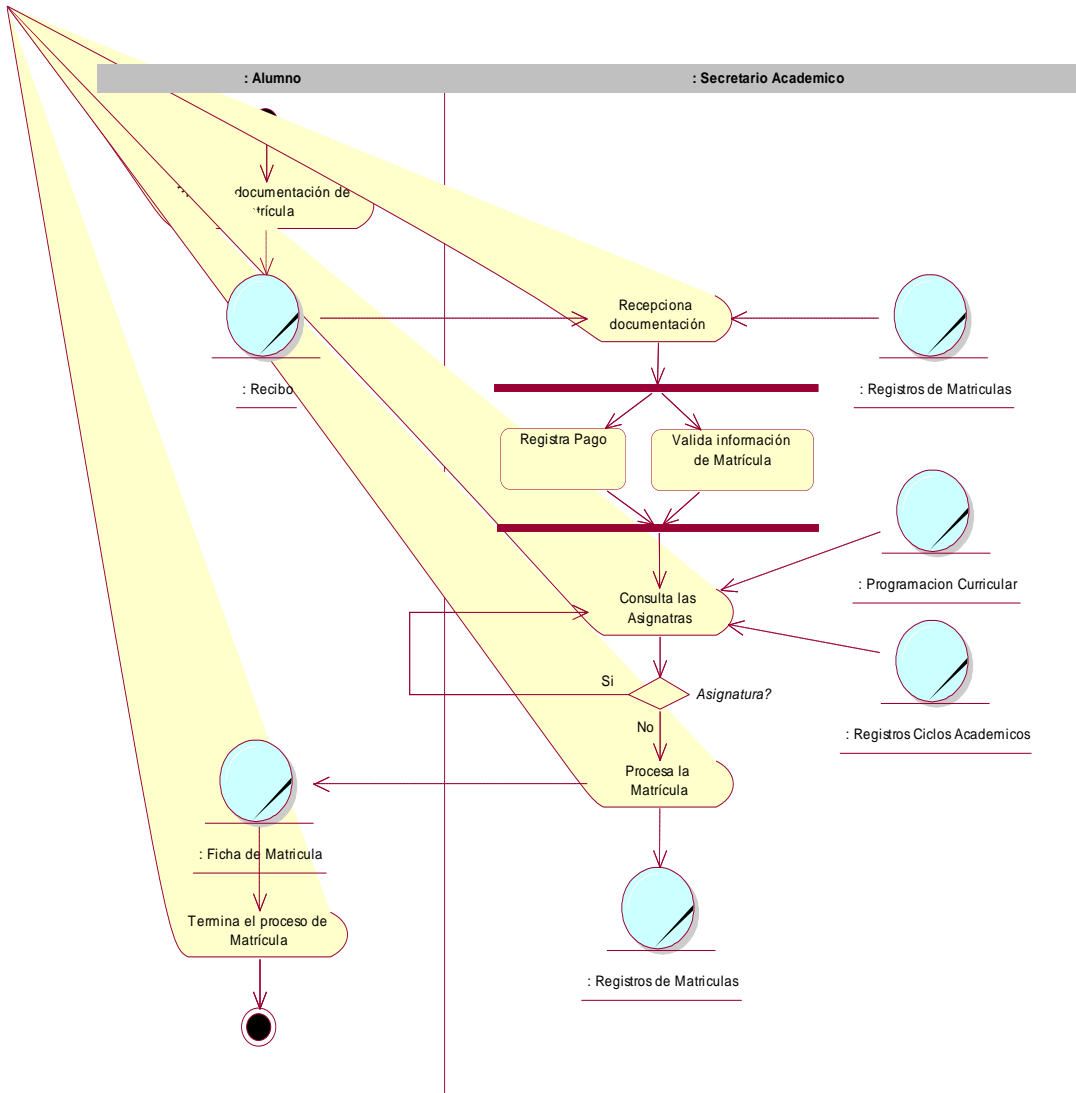 : Alumno
: Secretario Academico
documentación de
Recepciona
documentación
: Recibo
: Registros de Matriculas
Registra Pago
Valida información
de Matrícula
: Programacion Curricular
Consulta las
Asignatras
Si
Asignatura?
No
: Registros Ciclos Academicos
Procesa la
Matrícula
: Ficha de Matricula
Termina el proceso de
Matrícula
: Registros de Matriculas